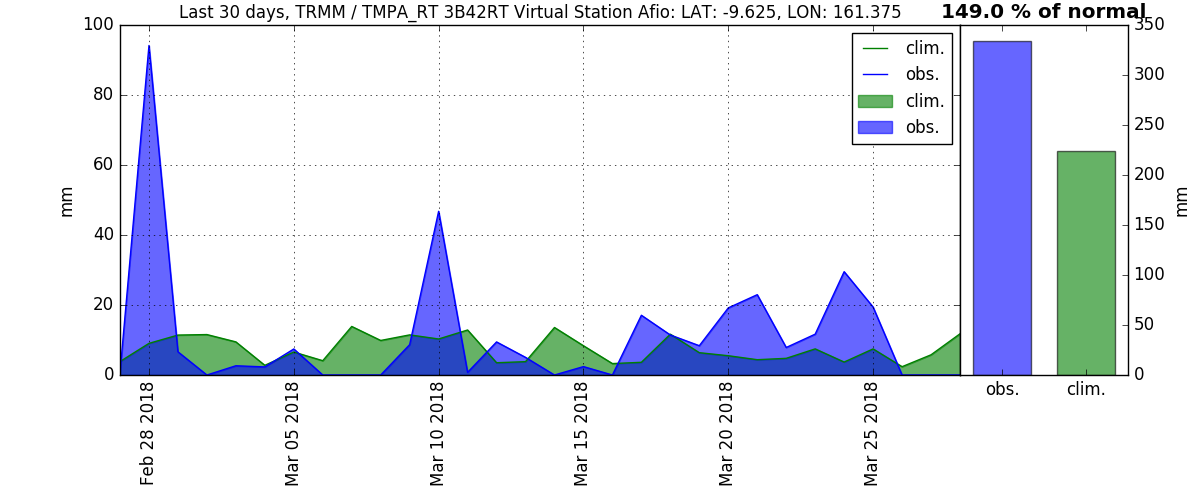 Last 30 days, TRMM / TMPA_RT 3B42RT Virtual Station Afio: LAT: -9.625, LON: 161.375
149.0 % of normal
100
80
60
40
20
0
mm
clim.
obs.
clim.
obs.
350
300
250
200
150
100
50
0
mm
Feb 28 2018
Mar 05 2018
Mar 10 2018
Mar 15 2018
Mar 20 2018
Mar 25 2018
obs.
clim.